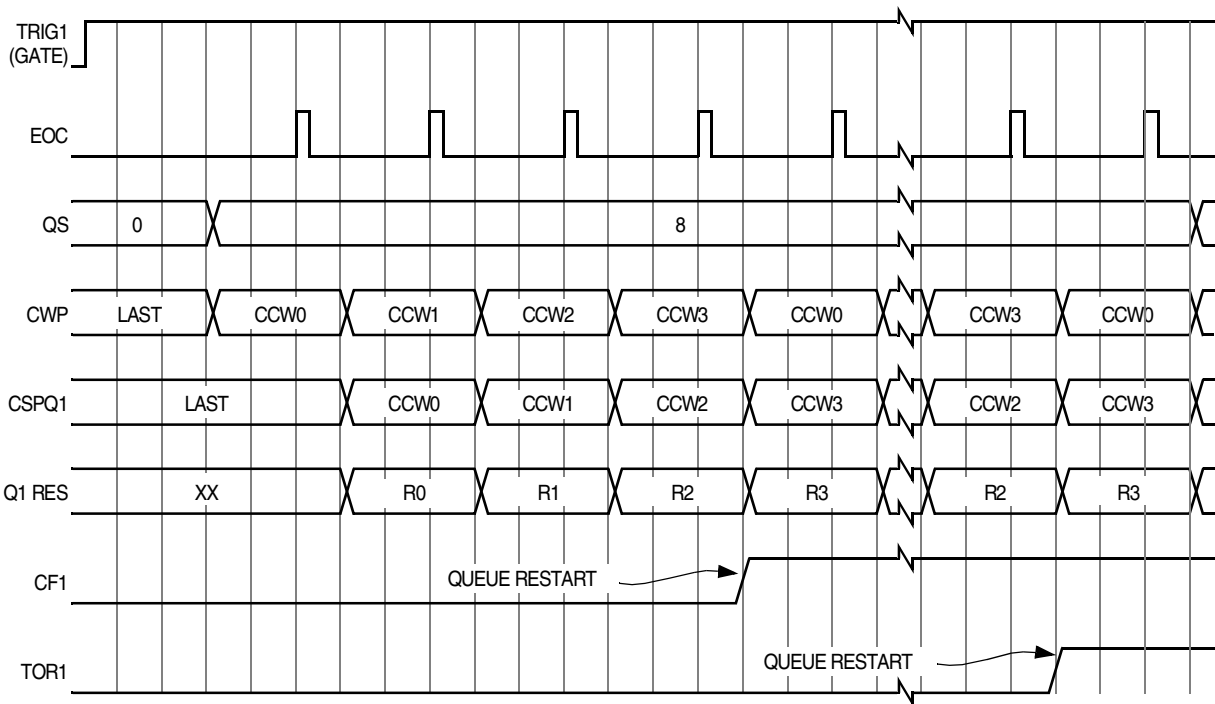 TRIG1
(GATE)
EOC
QS 0 8
CWP LAST CCW0 CCW1 CCW2 CCW3 CCW0 CCW3 CCW0
CSPQ1 LAST CCW0 CCW1 CCW2 CCW3 CCW2 CCW3
Q1 RES XX R0 R1 R2 R3 R2 R3
CF1 QUEUE RESTART
TOR1 QUEUE RESTART